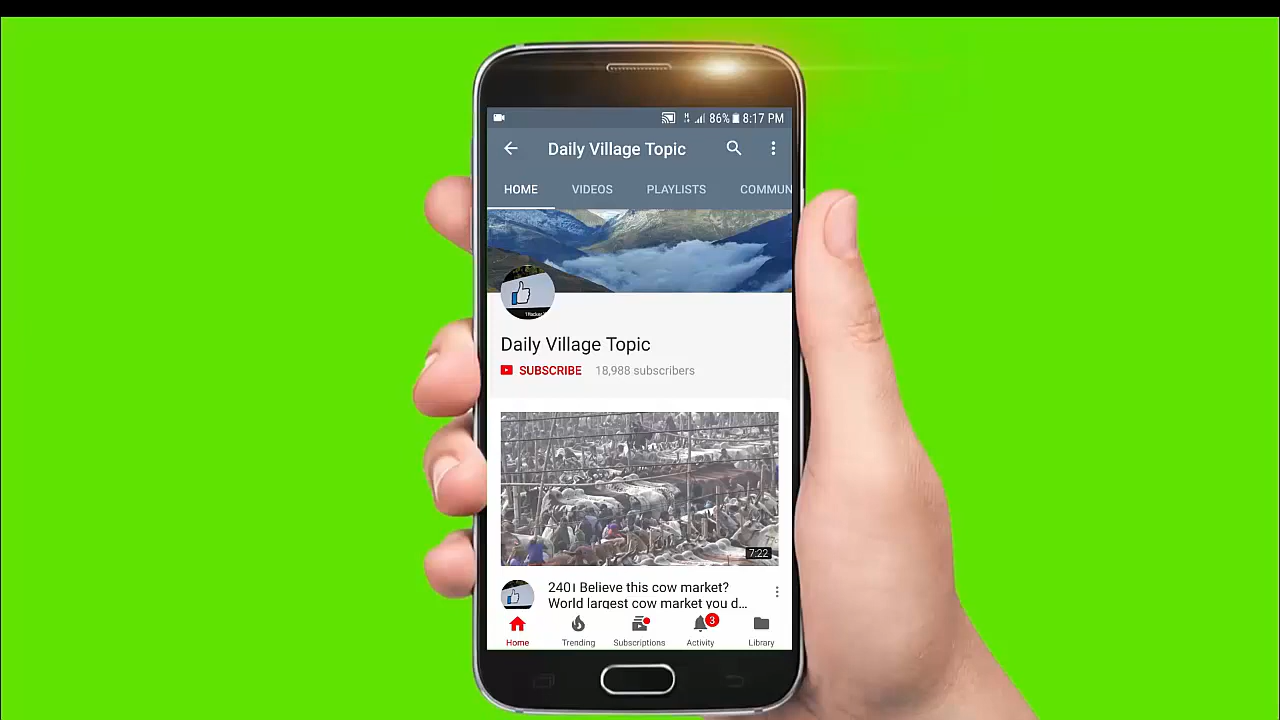 86% 8:17 PM
Daily Village Topic
HOME VIDEOS PLAYLISTS COMMUN
Daily Village Topic
SUBSCRIBE 18,988 subscribers
7:22
240। Believe this cow market?
World largest cow market you d...
Home Trending Subscriptions Activity 3 Library